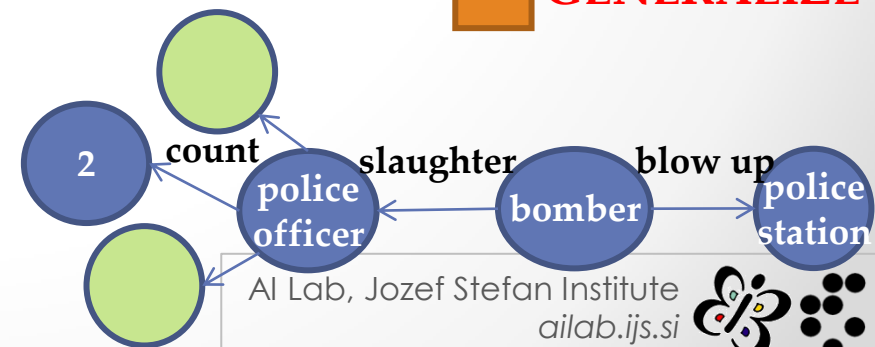 GENERALIZE
2
count
police
officer
slaughter
bomber
blow up
police
station
AI Lab, Jozef Stefan Institute
ailab.ijs.si